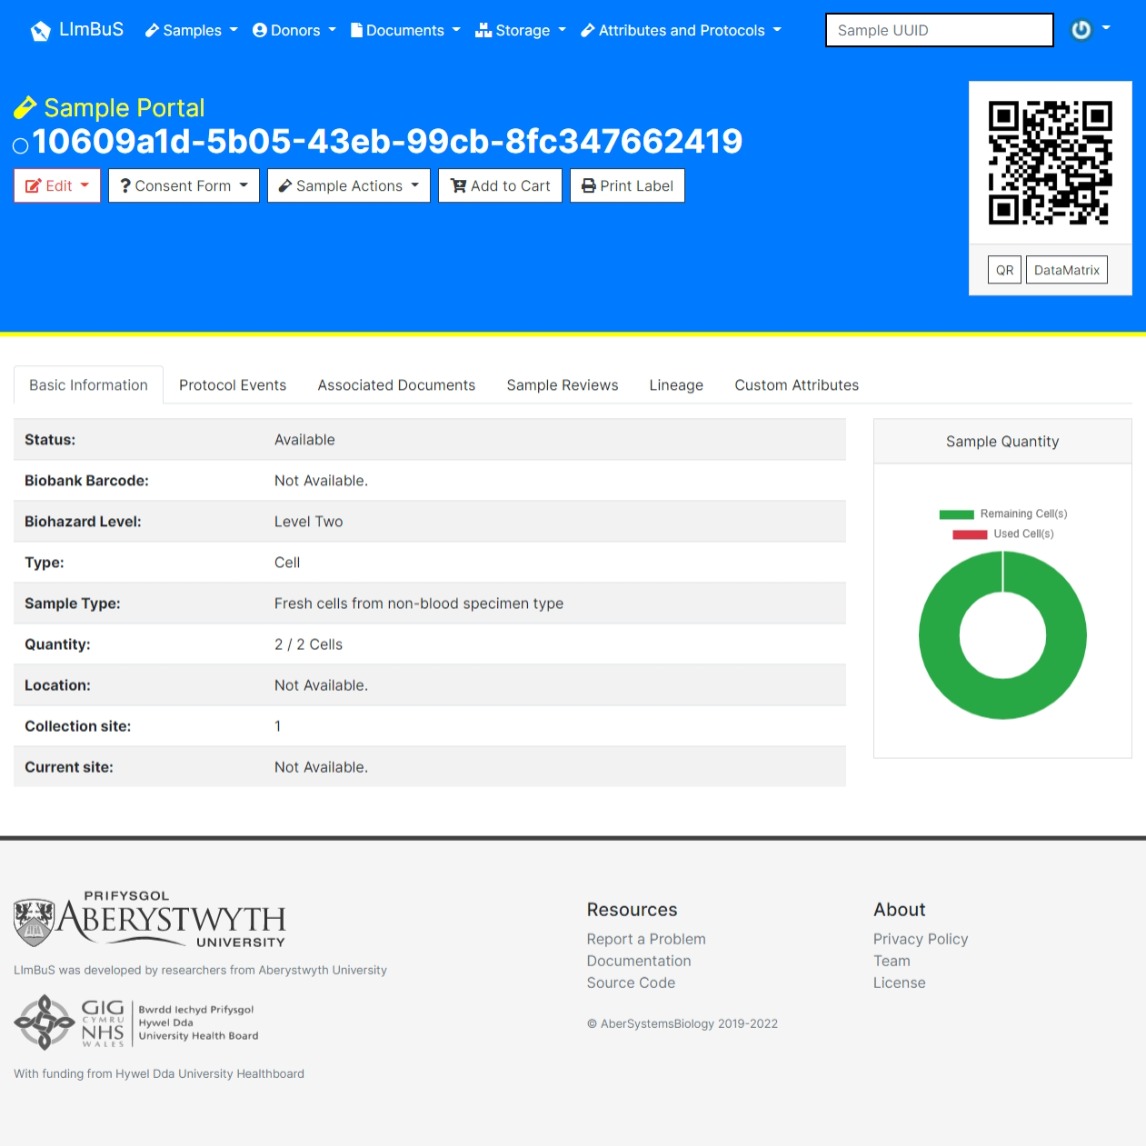 LImBuS Samples Donors Documents Storage Attributes and Protocols Sample UUID
Sample Portal
10609a1d-5b05-43eb-99cb-8fc347662419
Edit ? Consent Form Sample Actions Add to Cart Print Label
QR DataMatrix
Basic Information Protocol Events Associated Documents Sample Reviews Lineage Custom Attributes
Status: Available
Biobank Barcode: Not Available.
Biohazard Level: Level Two
Type: Cell
Sample Type: Fresh cells from non-blood specimen type
Quantity: 2 / 2 Cells
Location: Not Available.
Collection site: 1
Current site: Not Available.
Sample Quantity
Remaining Cell(s)
Used Cell(s)
PRIFYSGOL
ABERYSTWYTH
UNIVERSITY
LImBuS was developed by researchers from Aberystwyth University
GIG
CYMRU
NHS
WALES
Bwrdd Iechyd Prifysgol
Hywel Dda
University Health Board
With funding from Hywel Dda University Healthboard
Resources
Report a Problem
Documentation
Source Code
© AberSystemsBiology 2019-2022
About
Privacy Policy
Team
License